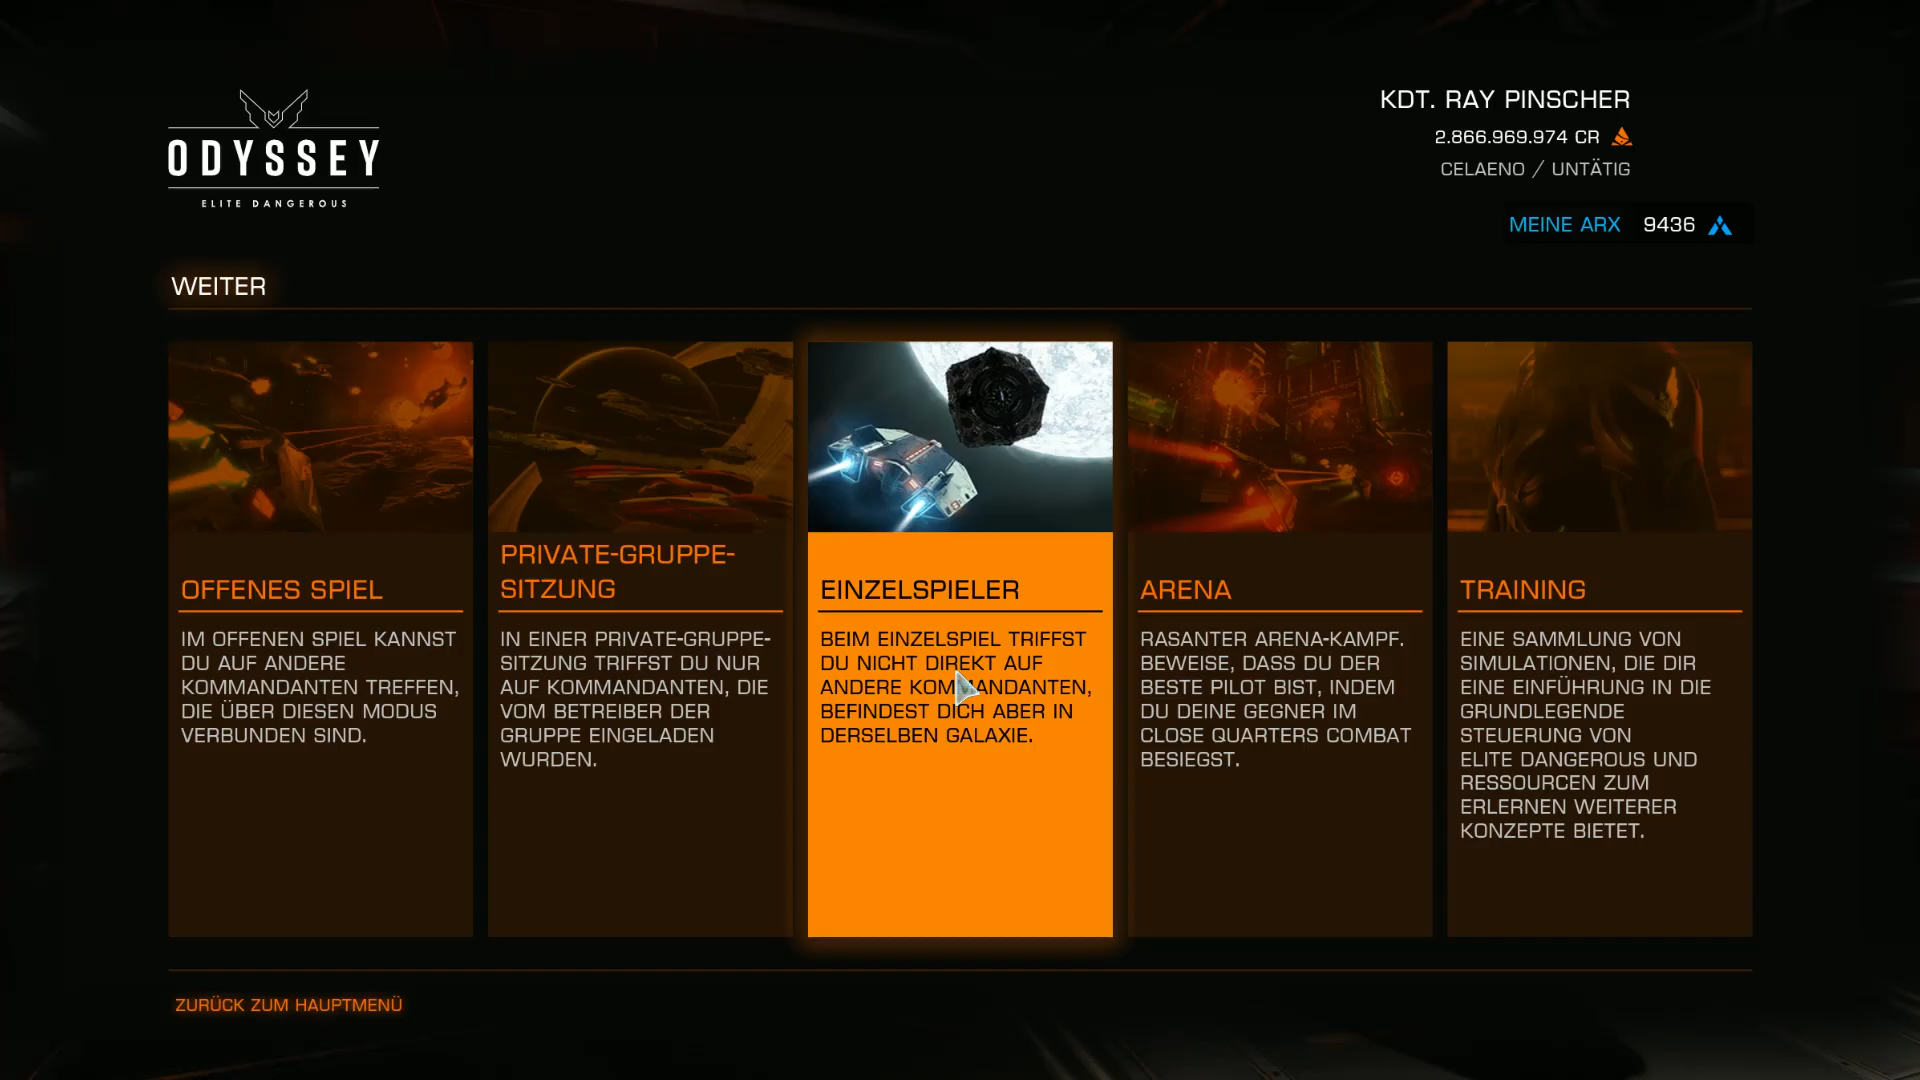 ODYSSEY
ELITE DANGEROUS
KDT. RAY PINSCHER
2.866.969.974 CR
CELAENO / UNTÄTIG
MEINE ARX 9436
WEITER
OFFENES SPIEL
IM OFFENEN SPIEL KANNST
DU AUF ANDERE
KOMMANDANTEN TREFFEN,
DIE ÜBER DIESEN MODUS
VERBUNDEN SIND.
PRIVATE-GRUPPE-
SITZUNG
IN EINER PRIVATE-GRUPPE-
SITZUNG TRIFFST DU NUR
AUF KOMMANDANTEN, DIE
VOM BETREIBER DER
GRUPPE EINGELADEN
WURDEN.
EINZELSPIELER
BEIM EINZELSPIEL TRIFFST
DU NICHT DIREKT AUF
ANDERE KOMMANDANTEN,
BEFINDEST DICH ABER IN
DERSELBEN GALAXIE.
ARENA
RASANTER ARENA-KAMPF.
BEWEISE, DASS DU DER
BESTE PILOT BIST, INDEM
DU DEINE GEGNER IM
CLOSE QUARTERS COMBAT
BESIEGST.
TRAINING
EINE SAMMLUNG VON
SIMULATIONEN, DIE DIR
EINE EINFÜHRUNG IN DIE
GRUNDLEGENDE
STEUERUNG VON
ELITE DANGEROUS UND
RESSOURCEN ZUM
ERLERNEN WEITERER
KONZEPTE BIETET.
ZURÜCK ZUM HAUPTMENÜ